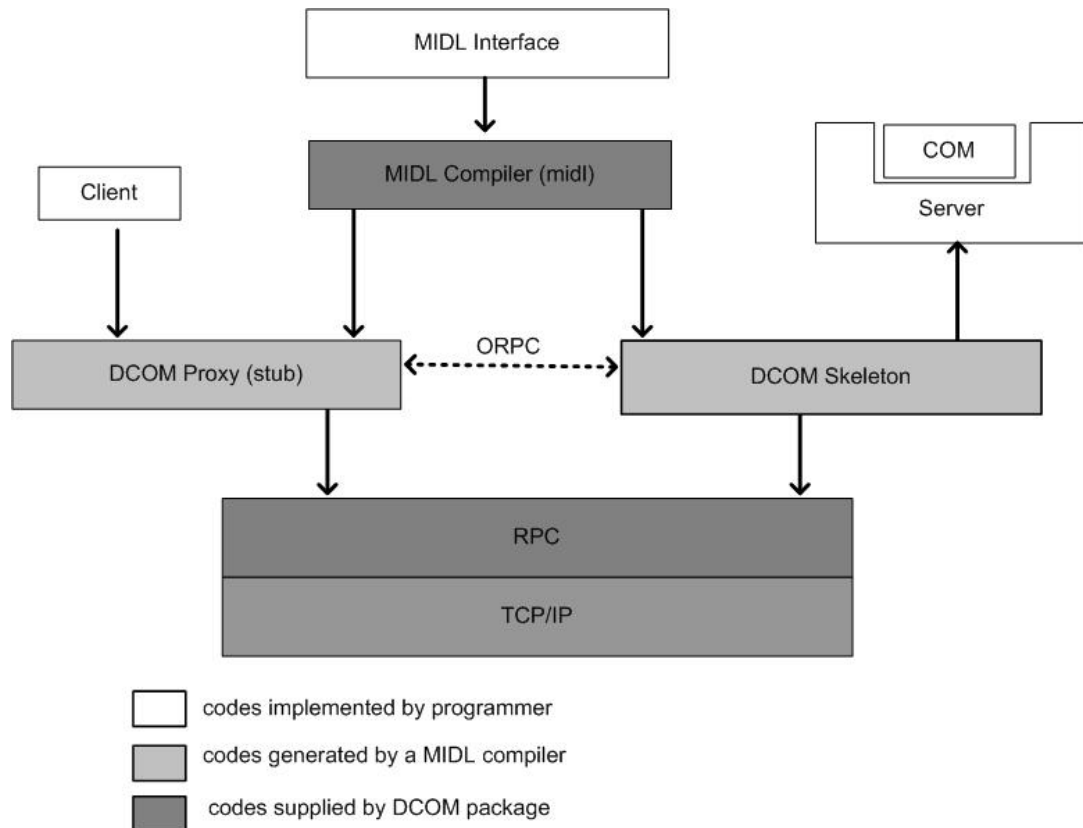 MIDL Interface
MIDL Compiler (midl)
COM
Server
Client
ORPC
DCOM Proxy (stub)
DCOM Skeleton
RPC
TCP/IP
codes implemented by programmer
codes generated by a MIDL compiler
codes supplied by DCOM package